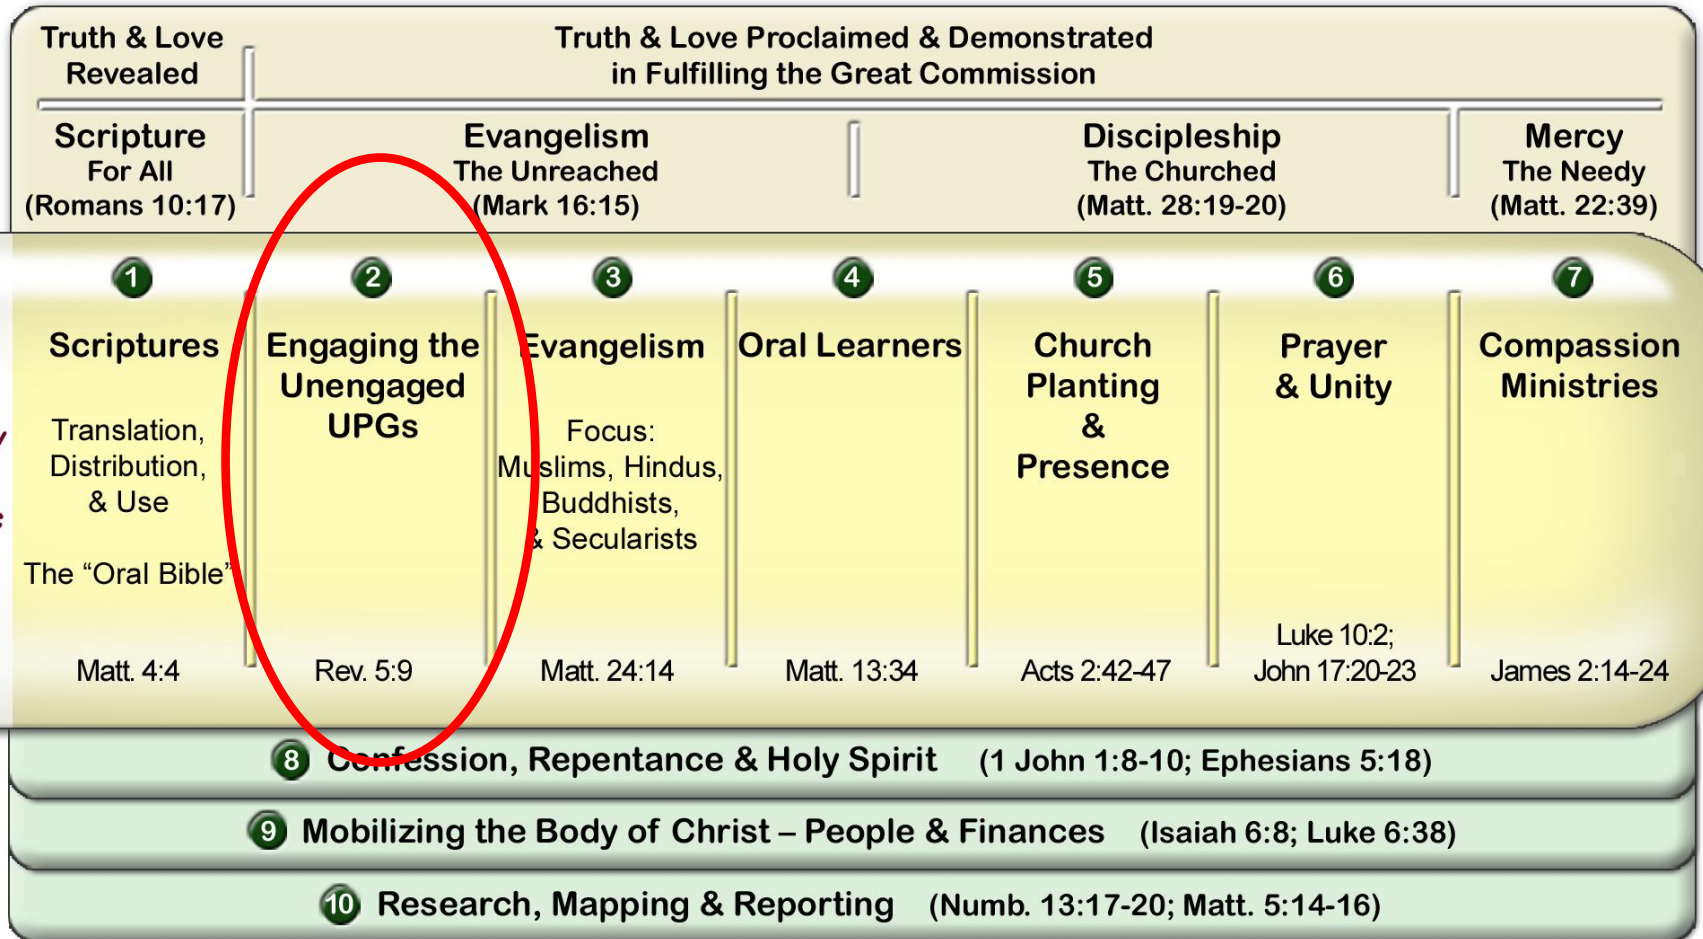 Truth & Love
Revealed
Truth & Love Proclaimed & Demonstrated
in Fulfilling the Great Commission
Scripture
For All
(Romans 10:17)
Evangelism
The Unreached
(Mark 16:15)
Discipleship
The Churched
(Matt. 28:19-20)
Mercy
The Needy
(Matt. 22:39)
1
Scriptures
Translation,
Distribution,
& Use
The “Oral Bible”
Matt. 4:4
2
Engaging the
Unengaged
UPGs
Rev. 5:9
3
Evangelism
Focus:
Muslims, Hindus,
Buddhists,
& Secularists
Matt. 24:14
4
Oral Learners
Matt. 13:34
5
Church
Planting
&
Presence
Acts 2:42-47
6
Prayer
& Unity
Luke 10:2;
John 17:20-23
7
Compassion
Ministries
James 2:14-24
8 Confession, Repentance & Holy Spirit (1 John 1:8-10; Ephesians 5:18)
9 Mobilizing the Body of Christ – People & Finances (Isaiah 6:8; Luke 6:38)
10 Research, Mapping & Reporting (Numb. 13:17-20; Matt. 5:14-16)